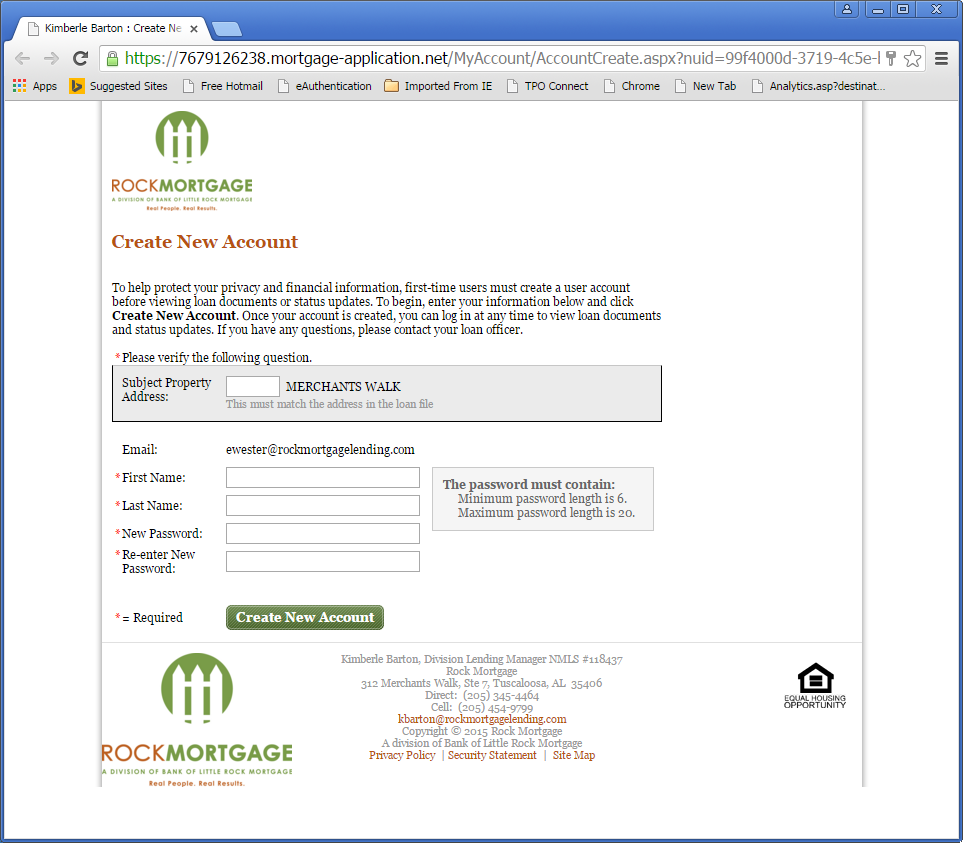 Kimberle Barton : Create Ne
https://7679126238.mortgage-application.net/MyAccount/AccountCreate.aspx?nuid=99f4000d-3719-4c5e-
Apps Suggested Sites Free Hotmail eAuthentication Imported From IE TPO Connect Chrome New Tab Analytics.asp?destinat...
ROCKMORTGAGE
A DIVISION OF BANK OF LITTLE ROCK MORTGAGE
Real People. Real Results.
Create New Account
To help protect your privacy and financial information, first-time users must create a user account
before viewing loan documents or status updates. To begin, enter your information below and click
Create New Account. Once your account is created, you can log in at any time to view loan documents
and status updates. If you have any questions, please contact your loan officer.
*Please verify the following question.
Subject Property
Address:
MERCHANTS WALK
This must match the address in the loan file
Email: ewester@rockmortgagelending.com
*First Name:
*Last Name:
*New Password:
*Re-enter New
Password:
The password must contain:
Minimum password length is 6.
Maximum password length is 20.
*= Required
Create New Account
ROCKMORTGAGE
A DIVISION OF BANK OF LITTLE ROCK MORTGAGE
Real People. Real Results.
Kimberle Barton, Division Lending Manager NMLS #118437
Rock Mortgage
312 Merchants Walk, Ste 7, Tuscaloosa, AL 35406
Direct: (205) 345-4464
Cell: (205) 454-9799
kbarton@rockmortgagelending.com
Copyright © 2015 Rock Mortgage
A division of Bank of Little Rock Mortgage
Privacy Policy | Security Statement | Site Map
EQUAL HOUSING
OPPORTUNITY